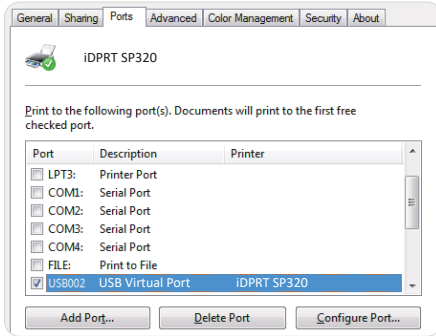 General Sharing Ports Advanced Color Management Security About
iDPRT SP320
Print to the following port(s). Documents will print to the first free
checked port.
Port Description Printer
LPT3: Printer Port
COM1: Serial Port
COM2: Serial Port
COM3: Serial Port
COM4: Serial Port
FILE: Print to File
USB002 USB Virtual Port iDPRT SP320
Add Port... Delete Port Configure Port...